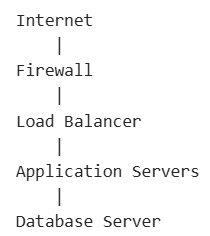 Internet
|
Firewall
|
Load Balancer
|
Application Servers
|
Database Server